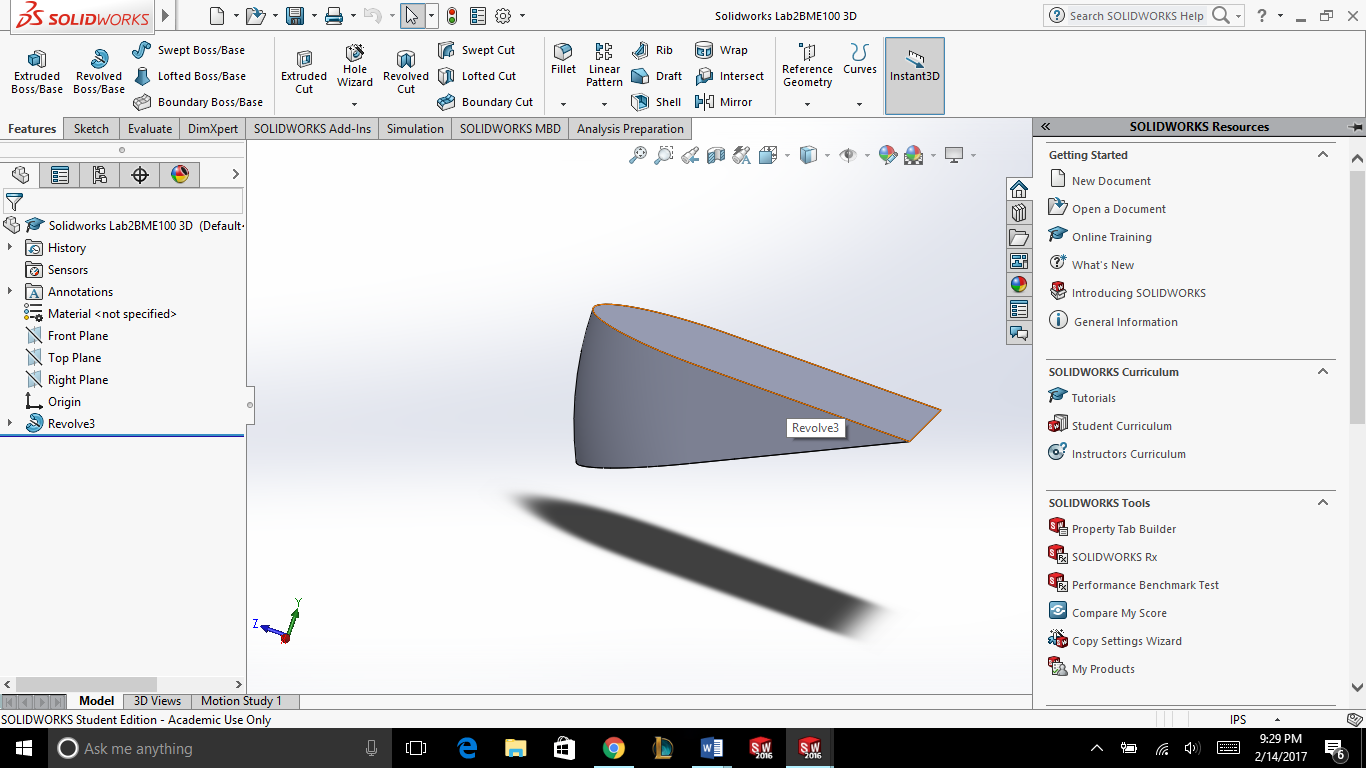 SOLIDWORKS
Solidworks Lab2BME100 3D
Search SOLIDWORKS Help
Extruded Boss/Base
Revolved Boss/Base
Swept Boss/Base
Lofted Boss/Base
Boundary Boss/Base
Extruded Cut
Hole Wizard
Revolved Cut
Swept Cut
Lofted Cut
Boundary Cut
Fillet
Linear Pattern
Rib
Draft
Shell
Wrap
Intersect
Mirror
Reference Geometry
Curves
Instant3D
Features
Sketch
Evaluate
DimXpert
SOLIDWORKS Add-Ins
Simulation
SOLIDWORKS MBD
Analysis Preparation
Solidworks Lab2BME100 3D (Default
History
Sensors
A
Annotations
Material <not specified>
Front Plane
Top Plane
Right Plane
Origin
Revolve3
Revolve3
Y
Z
SOLIDWORKS Resources
Getting Started
New Document
Open a Document
Online Training
What's New
Introducing SOLIDWORKS
General Information
SOLIDWORKS Curriculum
Tutorials
Student Curriculum
Instructors Curriculum
SOLIDWORKS Tools
Property Tab Builder
SOLIDWORKS Rx
Performance Benchmark Test
Compare My Score
Copy Settings Wizard
My Products
Model
3D Views
Motion Study 1
SOLIDWORKS Student Edition - Academic Use Only
IPS
Ask me anything
SW 2016
SW 2016
9:29 PM
2/14/2017
6